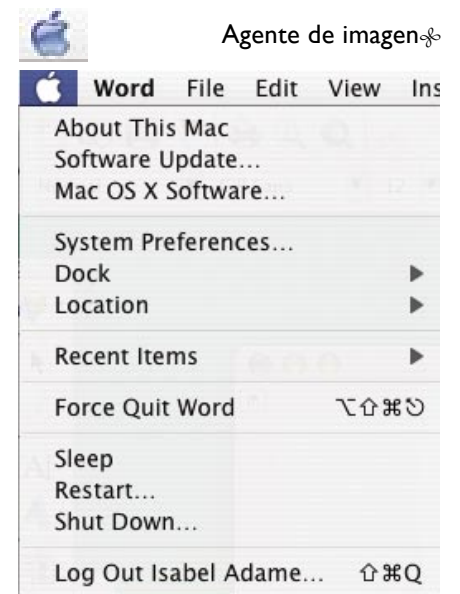 Agente de imagen
Word File Edit View Ins
About This Mac
Software Update...
Mac OS X Software...
System Preferences...
Dock
Location
Recent Items
Force Quit Word ⌥⇧⌘⎋
Sleep
Restart...
Shut Down...
Log Out Isabel Adame... ⇧⌘Q